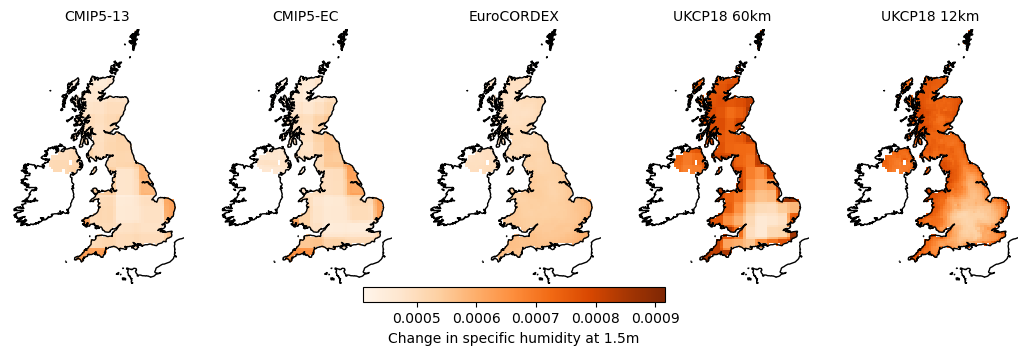 CMIP5-13 CMIP5-EC EuroCORDEX UKCP18 60km UKCP18 12km
0.0005 0.0006 0.0007 0.0008 0.0009
Change in specific humidity at 1.5m